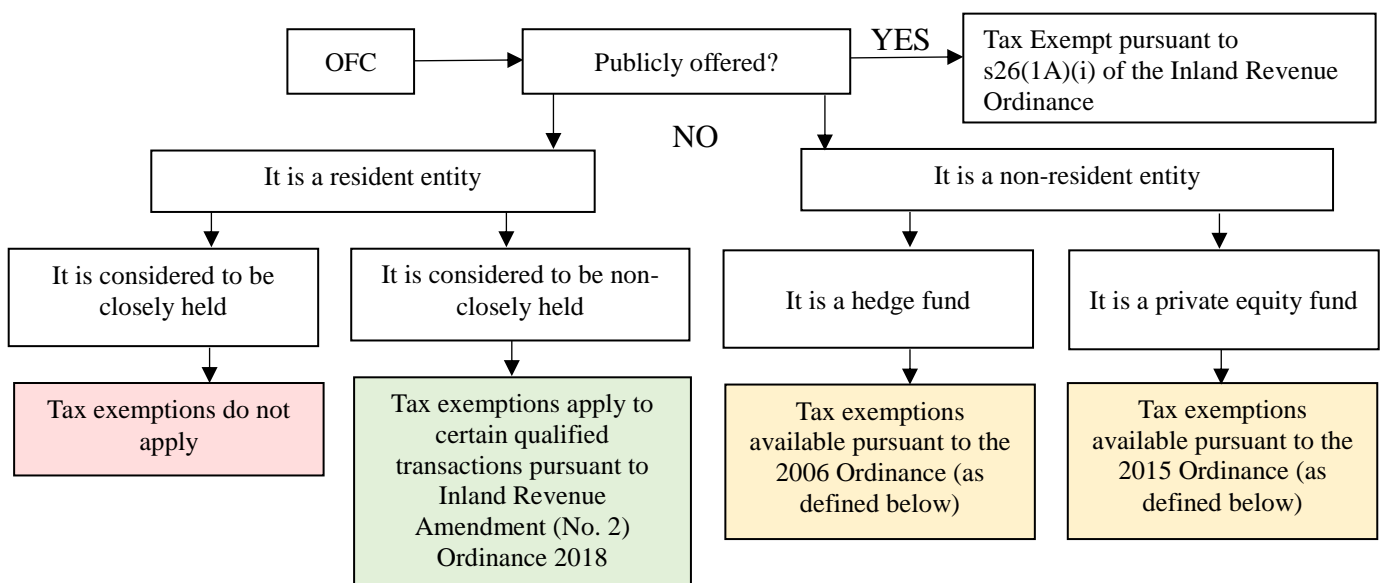 OFC
Publicly offered?
YES
Tax Exempt pursuant to
s26(1A)(i) of the Inland Revenue
Ordinance
NO
It is a resident entity
It is a non-resident entity
It is considered to be
closely held
It is considered to be non-
closely held
It is a hedge fund
It is a private equity fund
Tax exemptions do not
apply
Tax exemptions apply to
certain qualified
transactions pursuant to
Inland Revenue
Amendment (No. 2)
Ordinance 2018
Tax exemptions
available pursuant to the
2006 Ordinance (as
defined below)
Tax exemptions
available pursuant to the
2015 Ordinance (as
defined below)